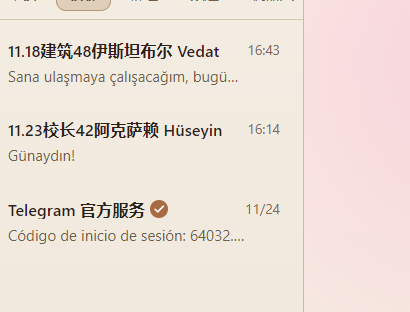 11.18建筑48伊斯坦布尔 Vedat 16:43
Sana ulaşmaya çalışacağım, bugü...
11.23校长42阿克萨赖 Hüseyin 16:14
Günaydın!
Telegram 官方服务 11/24
Código de inicio de sesión: 64032....